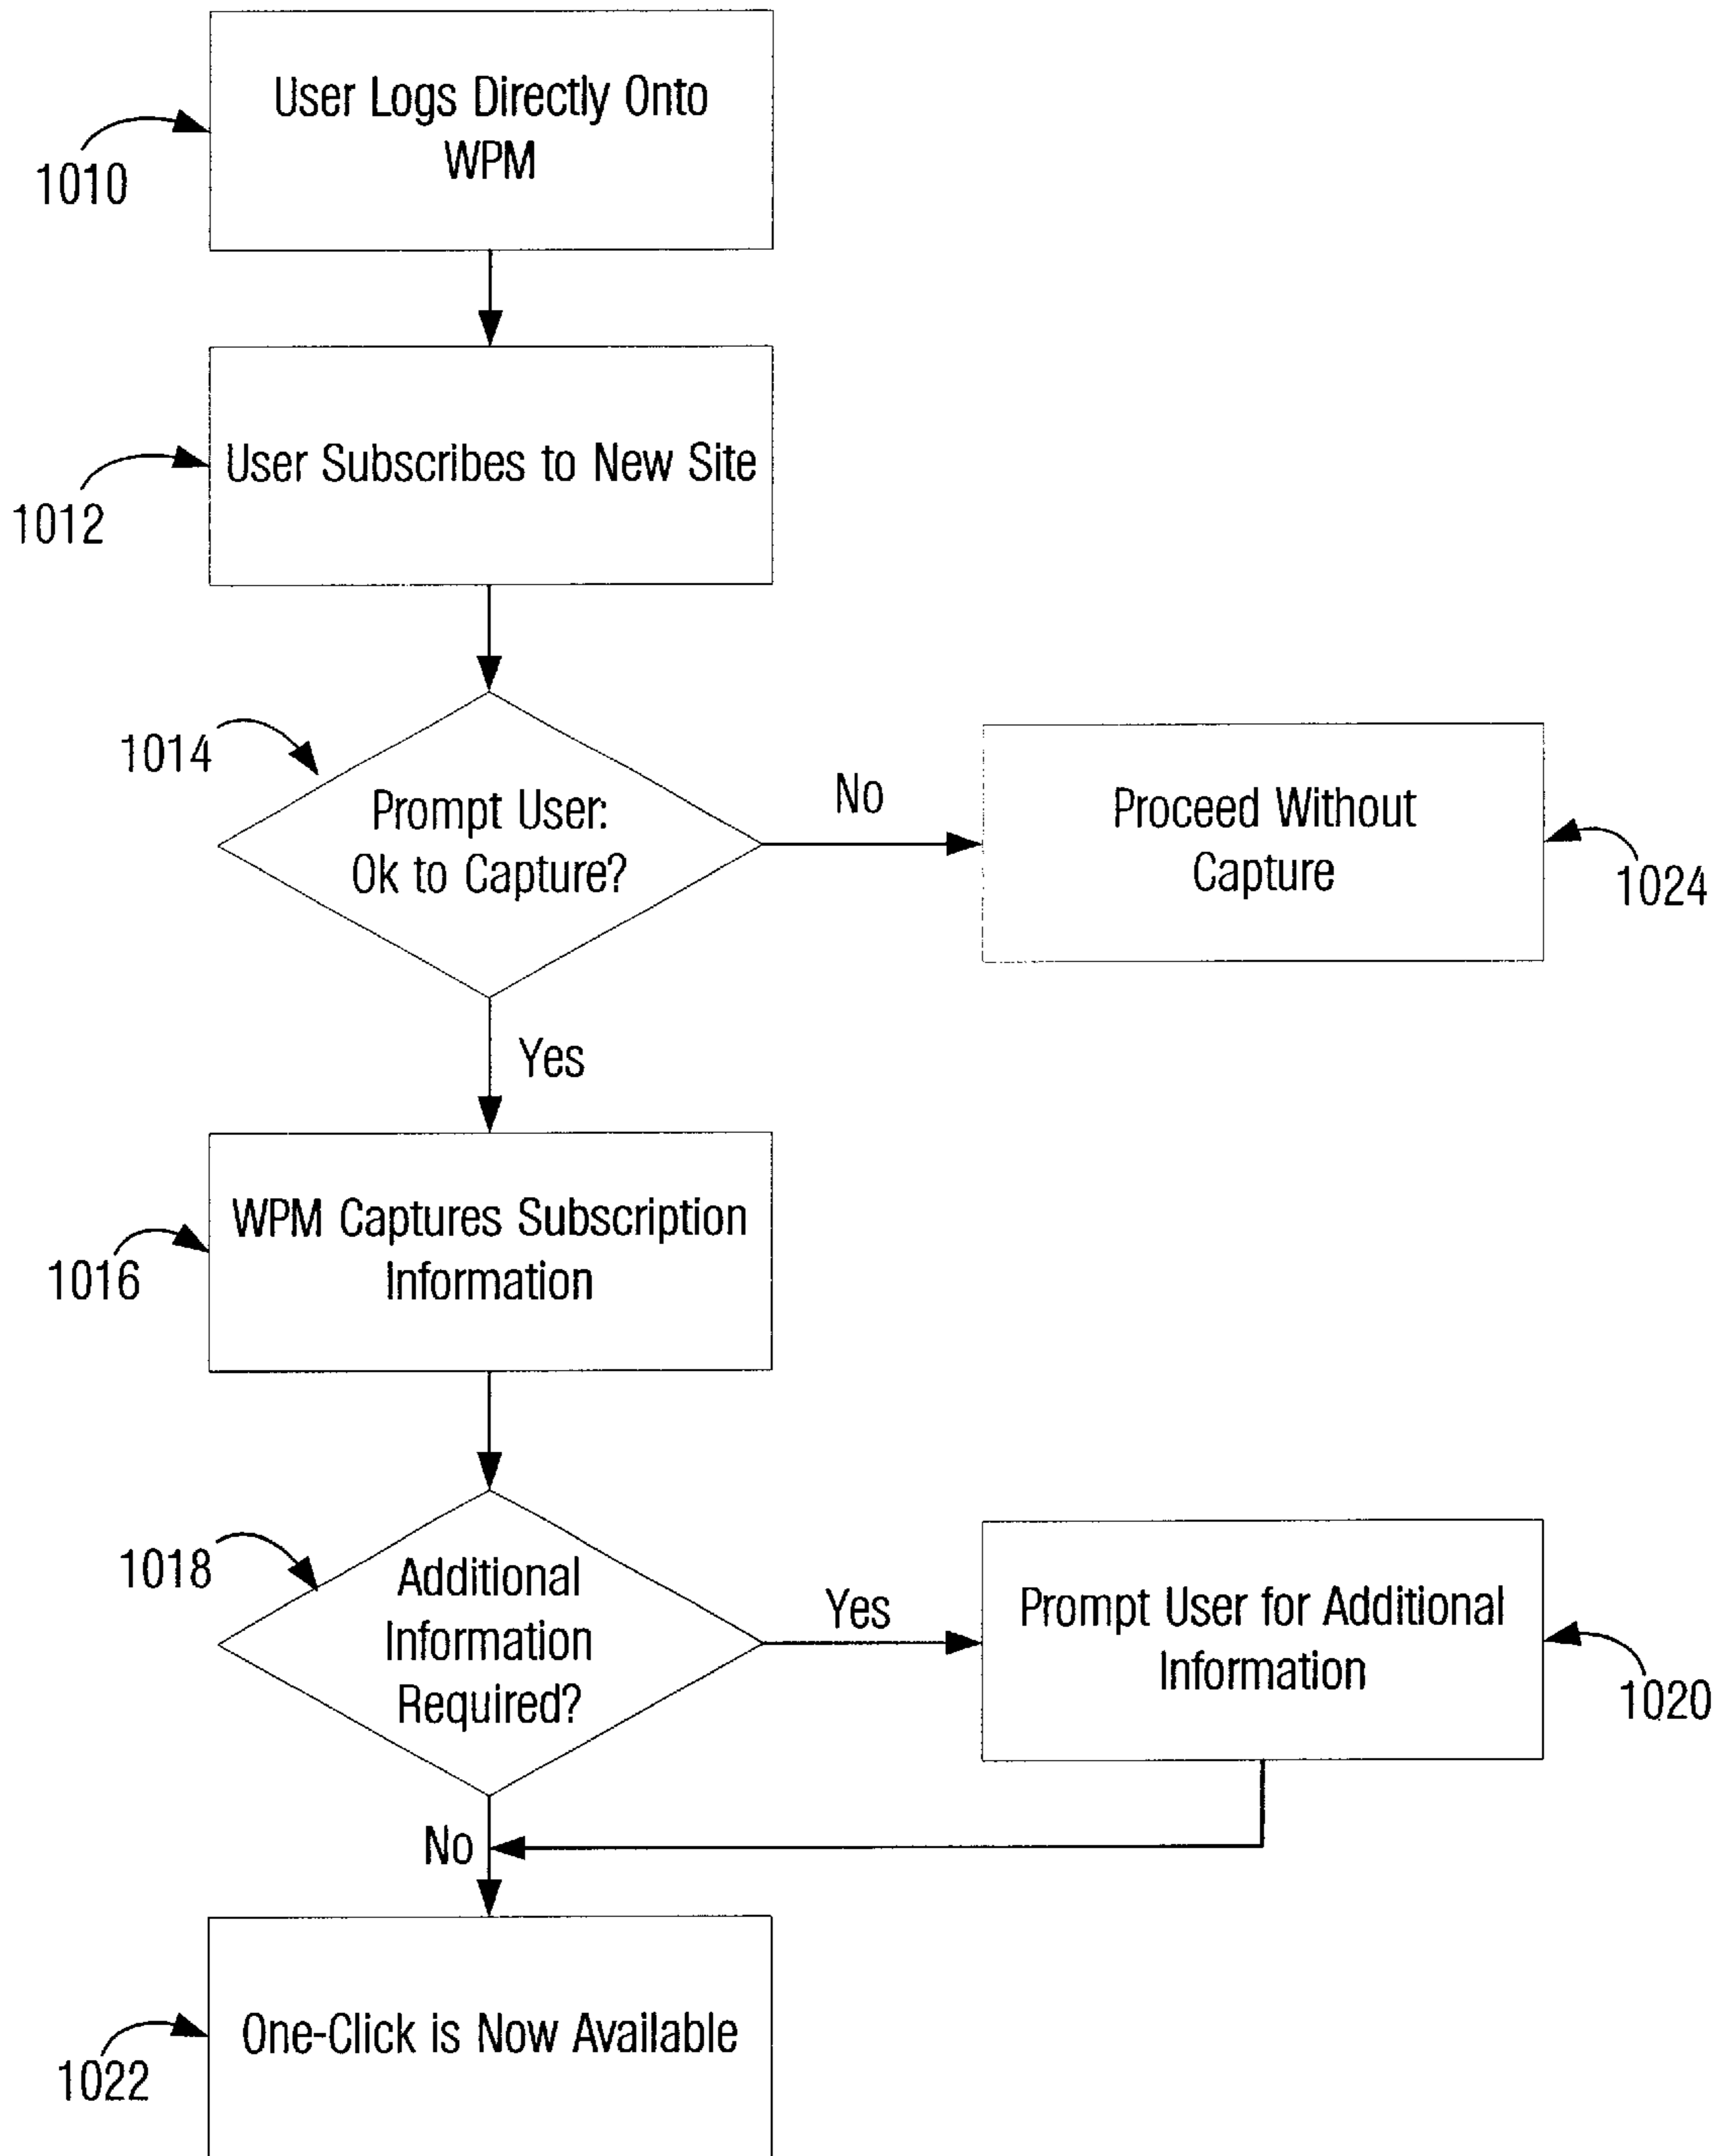 User Logs Directly Onto
WPM
1010
User Subscribes to New Site
1012
1014
Prompt User:
Ok to Capture?
No
Proceed Without
Capture
1024
Yes
WPM Captures Subscription
Information
1016
1018
Additional
Information
Required?
Yes
Prompt User for Additional
Information
1020
No
One-Click is Now Available
1022